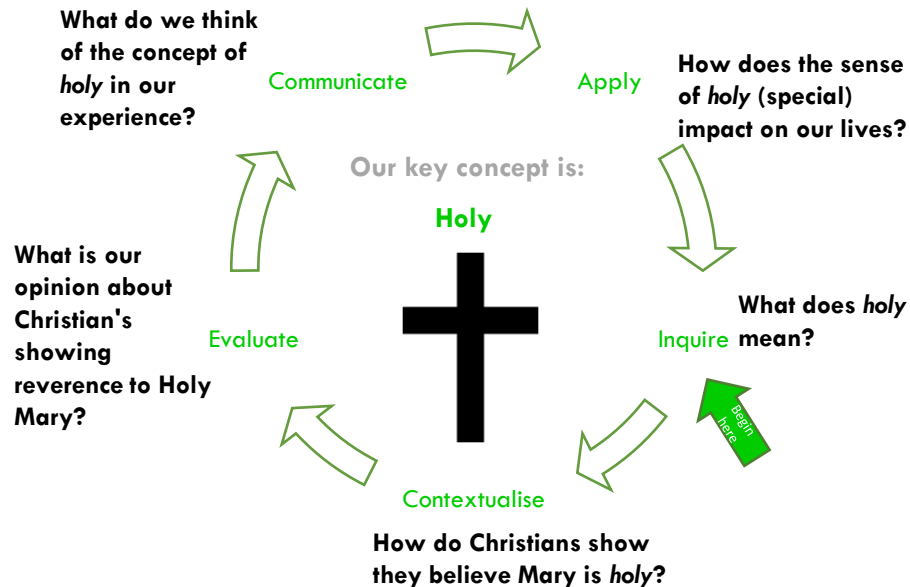 What do we think
of the concept of
holy in our
experience?
Communicate
Apply
How does the sense
of holy (special)
impact on our lives?
Our key concept is:
Holy
What is our
opinion about
Christian's
showing
reverence to Holy
Mary?
Evaluate
Inquire
What does holy
mean?
Begin
here
Contextualise
How do Christians show
they believe Mary is holy?